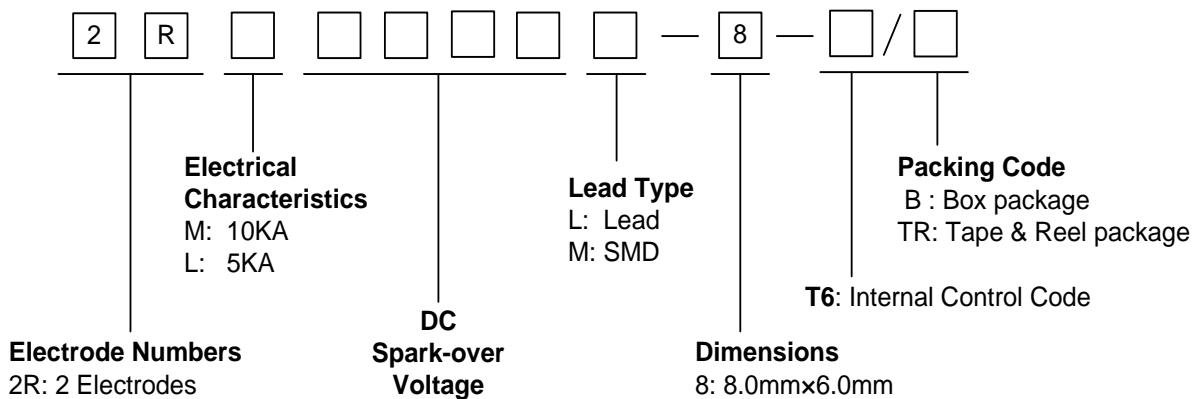 2 R — 8 — /
Electrical
Characteristics
M: 10KA
L: 5KA
Lead Type
L: Lead
M: SMD
Packing Code
B : Box package
TR: Tape & Reel package
T6: Internal Control Code
Electrode Numbers
2R: 2 Electrodes
DC
Spark-over
Voltage
Dimensions
8: 8.0mm×6.0mm